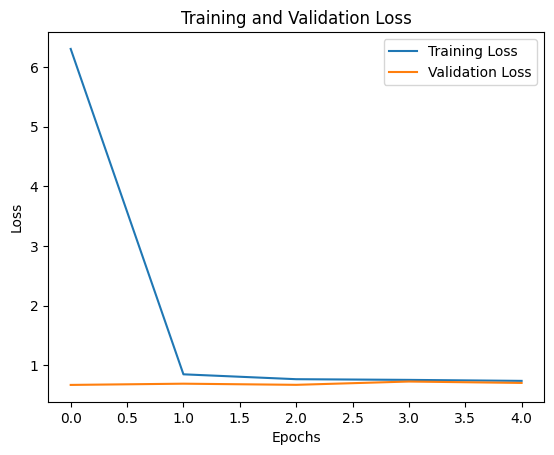 Training and Validation Loss
Training Loss
Validation Loss
6
5
4
3
2
1
Loss
0.0 0.5 1.0 1.5 2.0 2.5 3.0 3.5 4.0
Epochs